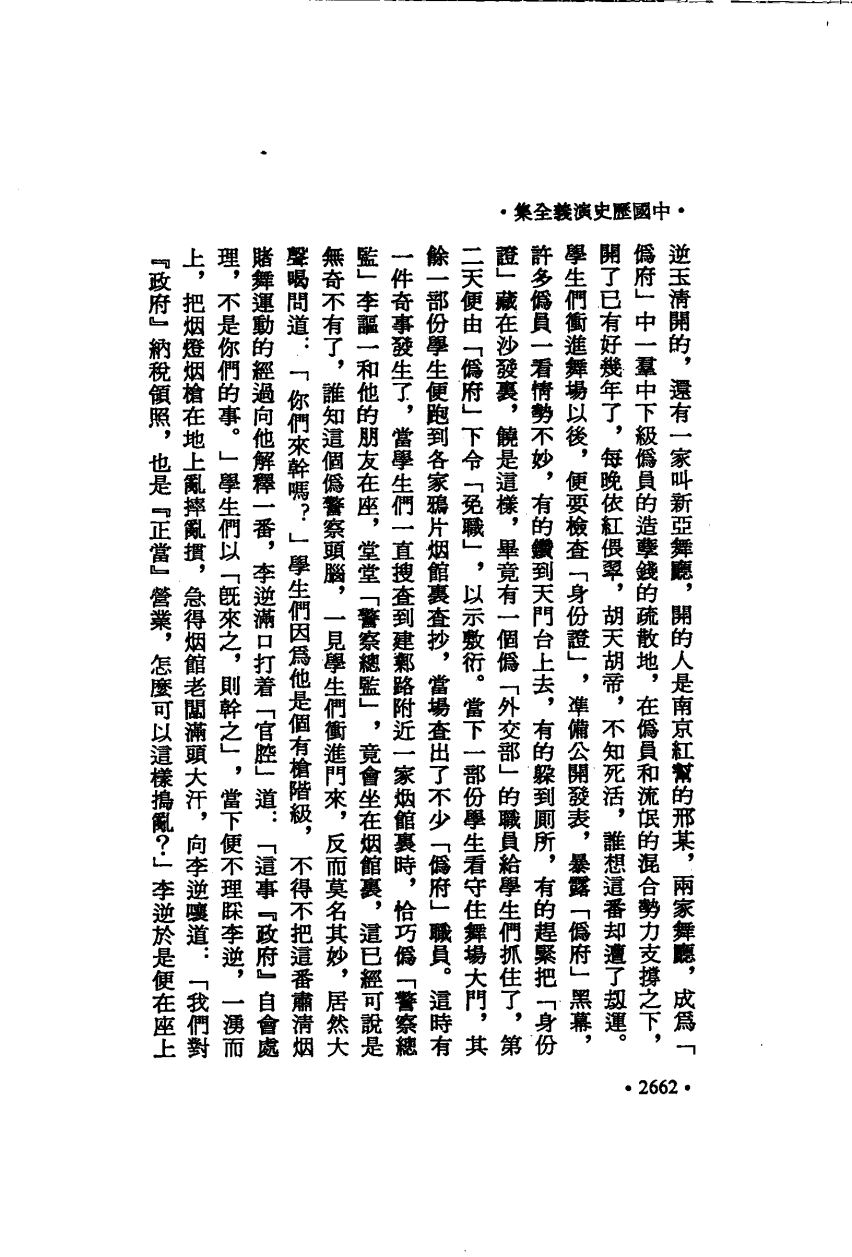 •中國歷史演義全集•
逆玉清開的，還有一家叫新亞舞廳，開的人是南京紅幫的邢某，兩家舞廳，成爲「
僞府」中一羣中下級僞員的造孽錢的疏散地，在僞員和流氓的混合勢力支撐之下，
開了已有好幾年了，每晚依紅偎翠，胡天胡帝，不知死活，誰想這番却遭了刼運。
學生們衝進舞場以後，便要檢查「身份證」，準備公開發表，暴露「僞府」黑幕，
許多僞員一看情勢不妙，有的鑽到天門台上去，有的躱到厠所，有的趕緊把「身份
證」藏在沙發裏，饒是這樣，畢竟有一個僞「外交部」的職員給學生們抓住了，第
二天便由「僞府」下令「免職」，以示敷衍。當下一部份學生看守住舞場大門，其
餘一部份學生便跑到各家鴉片烟館裏查抄，當場查出了不少「僞府」職員。這時有
一件奇事發生了，當學生們一直搜查到建鄴路附近一家烟館裏時，恰巧僞「警察總
監」李謳一和他的朋友在座，堂堂「警察總監」，竟會坐在烟館裏，這已經可說是
無奇不有了，誰知這個僞警察頭腦，一見學生們衝進門來，反而莫名其妙，居然大
聲喝問道：「你們來幹嗎？」學生們因爲他是個有槍階級，不得不把這番肅清烟
賭舞運動的經過向他解釋一番，李逆滿口打着「官腔」道：「這事『政府』自會處
理，不是你們的事。」學生們以「旣來之，則幹之」，當下便不理睬李逆，一湧而
上，把烟燈烟槍在地上亂摔亂摜，急得烟館老闆滿頭大汗，向李逆嚷道：「我們對
『政府』納稅領照，也是『正當』營業，怎麼可以這樣搗亂？」李逆於是便在座上
•2662•